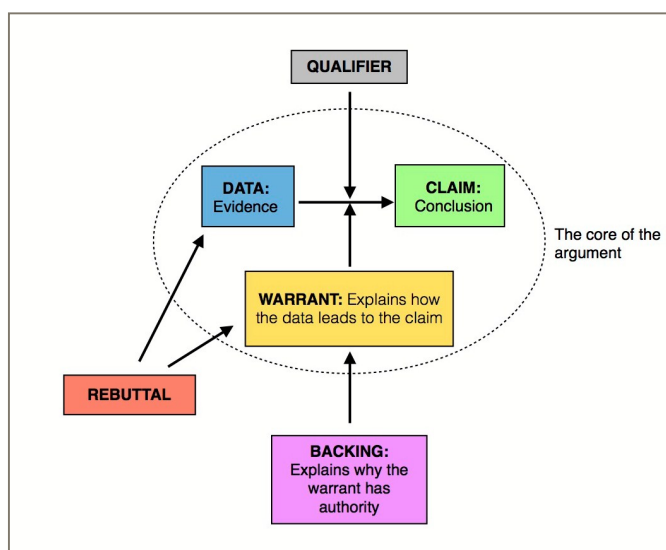 QUALIFIER
DATA:
Evidence
CLAIM:
Conclusion
The core of the
argument
WARRANT: Explains how
the data leads to the claim
REBUTTAL
BACKING:
Explains why the
warrant has
authority